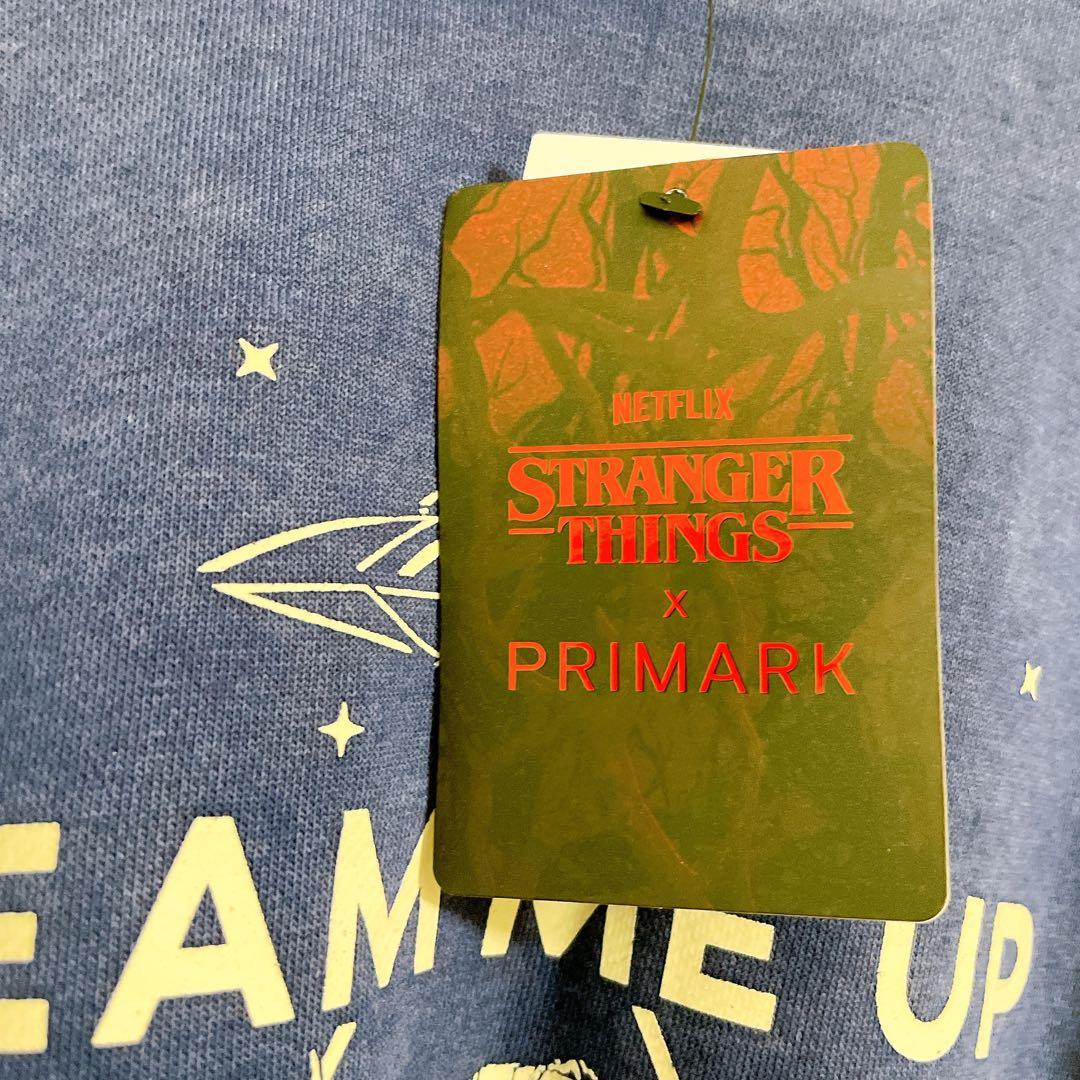 NETFLIX
STRANGER
THINGS
x
PRIMARK
EAM ME UP